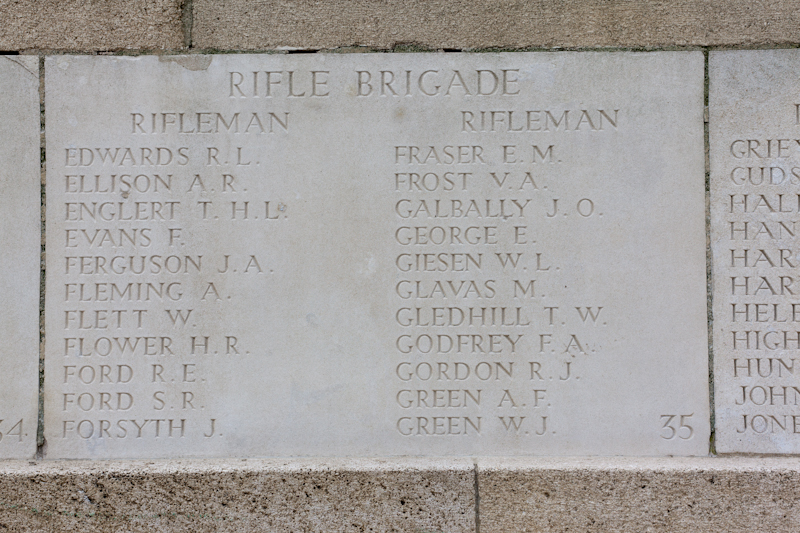 RIFLE BRIGADE
RIFLEMAN
EDWARDS R.L.
ELLISON A.R.
ENGLERT T.H.L.
EVANS F.
FERGUSON J.A.
FLEMING A.
FLETT W.
FLOWER H.R.
FORD R.E.
FORD S.R.
FORSYTH J.
RIFLEMAN
FRASER E.M.
FROST V.A.
GALBALLY J.O.
GEORGE E.
GIESEN W.L.
GLAVAS M.
GLEDHILL T.W.
GODFREY F.A.
GORDON R.J.
GREEN A.F.
GREEN W.J.
35
34